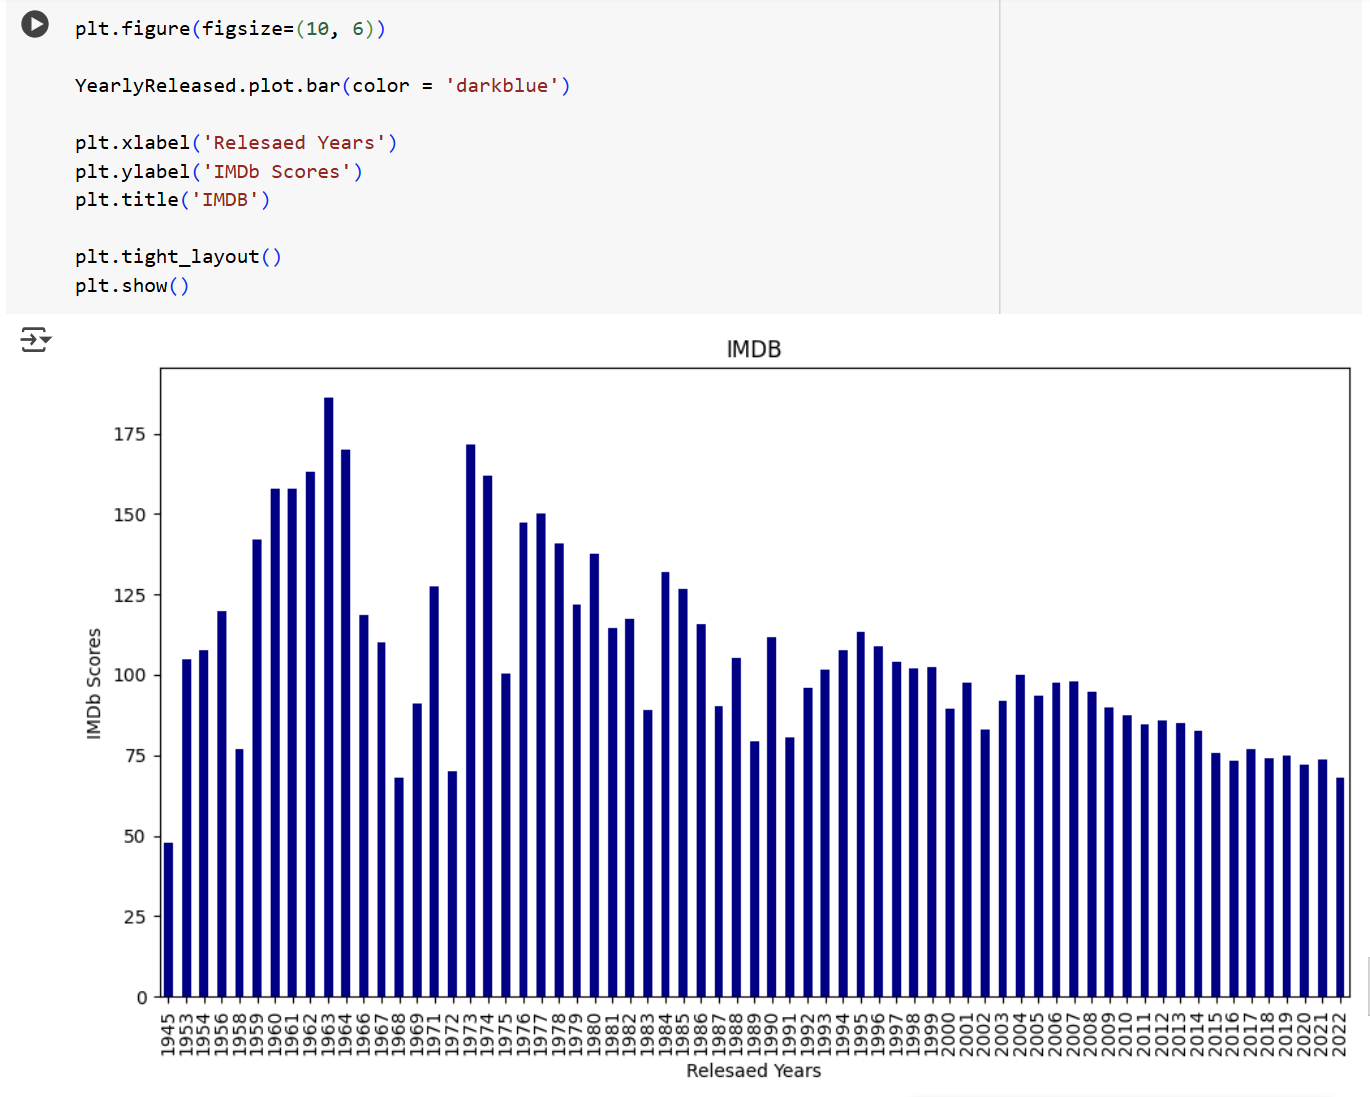 plt.figure(figsize=(10, 6))
YearlyReleased.plot.bar(color = 'darkblue')
plt.xlabel('Relesaed Years')
plt.ylabel('IMDb Scores')
plt.title('IMDB')
plt.tight_layout()
plt.show()
IMDB
175
150
125
100
75
50
25
0
IMDb Scores
1945 1953 1954 1956 1958 1959 1960 1961 1962 1963 1964 1966 1967 1968 1969 1971 1972 1973 1974 1975 1976 1977 1978 1979 1980 1981 1982 1983 1984 1985 1986 1987 1988 1989 1990 1991 1992 1993 1994 1995 1996 1997 1998 1999 2000 2001 2002 2003 2004 2005 2006 2007 2008 2009 2010 2011 2012 2013 2014 2015 2016 2017 2018 2019 2020 2021 2022
Relesaed Years